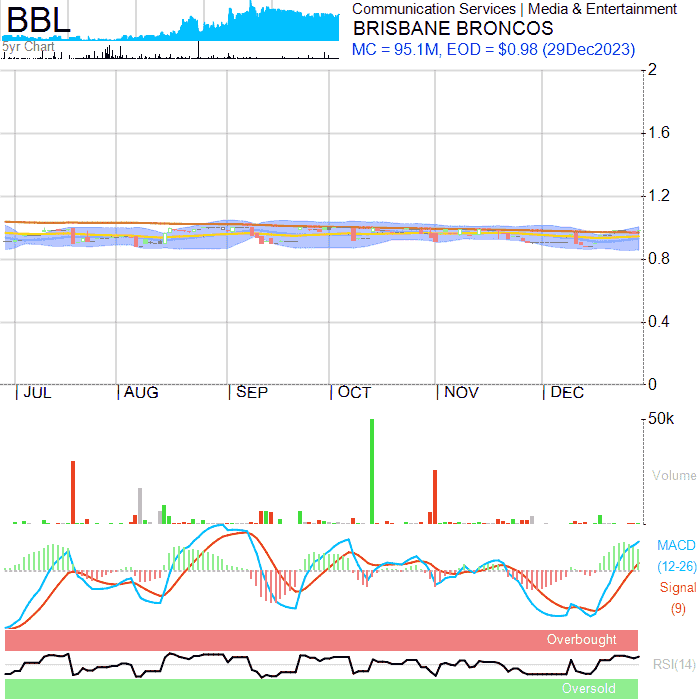 BBL
5yr Chart
Communication Services | Media & Entertainment
BRISBANE BRONCOS
MC = 95.1M, EOD = $0.98 (29Dec2023)
2
1.6
1.2
0.8
0.4
0
JUL
AUG
SEP
OCT
NOV
DEC
50k
Volume
MACD
(12-26)
Signal
(9)
Overbought
RSI(14)
Oversold